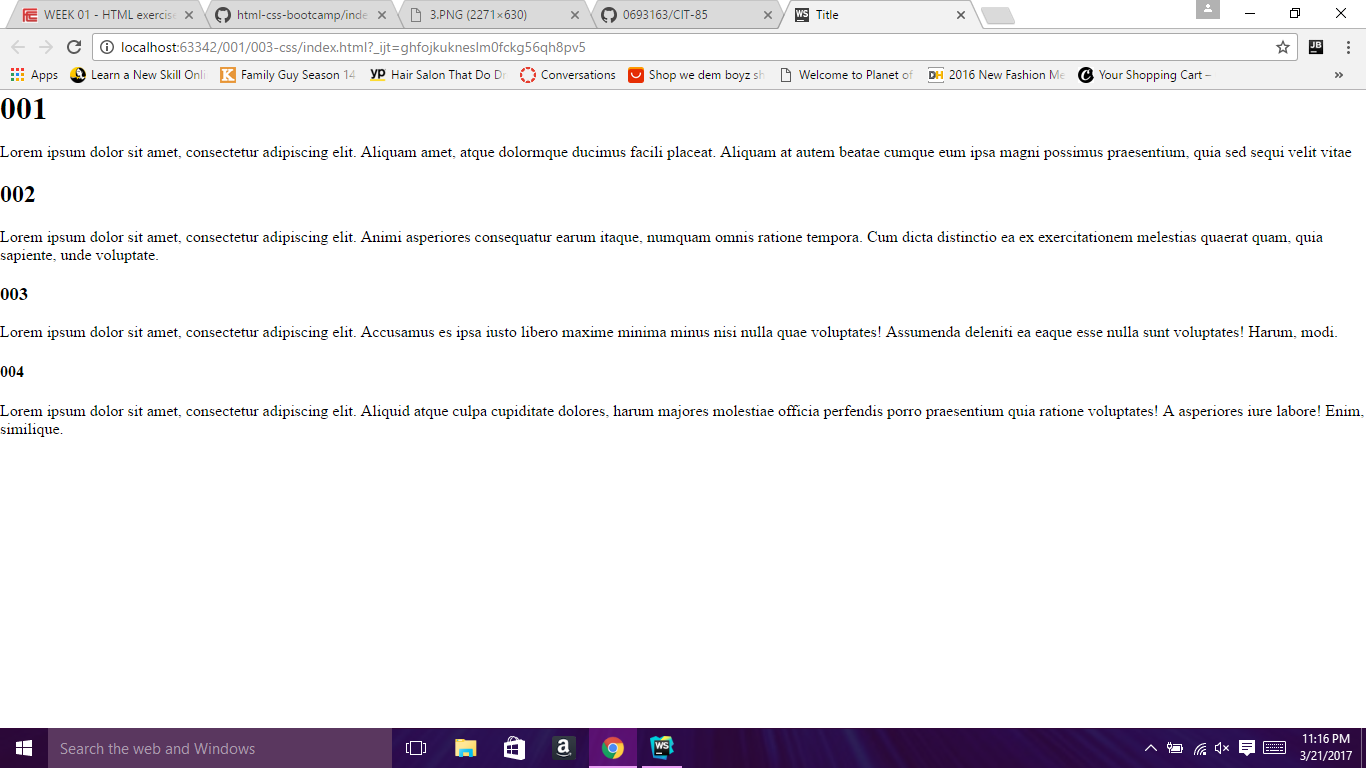 WEEK 01 - HTML exercise
html-css-bootcamp/inde
3.PNG (2271×630)
0693163/CIT-85
WS Title
localhost:63342/001/003-css/index.html?_ijt=ghfojkukneslm0fckg56qh8pv5
JB
Apps Learn a New Skill Onli K Family Guy Season 14 YP Hair Salon That Do Dr Conversations Shop we dem boyz sh Welcome to Planet of DH 2016 New Fashion Me C Your Shopping Cart – »
001
Lorem ipsum dolor sit amet, consectetur adipiscing elit. Aliquam amet, atque dolormque ducimus facili placeat. Aliquam at autem beatae cumque eum ipsa magni possimus praesentium, quia sed sequi velit vitae
002
Lorem ipsum dolor sit amet, consectetur adipiscing elit. Animi asperiores consequatur earum itaque, numquam omnis ratione tempora. Cum dicta distinctio ea ex exercitationem melestias quaerat quam, quia
sapiente, unde voluptate.
003
Lorem ipsum dolor sit amet, consectetur adipiscing elit. Accusamus es ipsa iusto libero maxime minima minus nisi nulla quae voluptates! Assumenda deleniti ea eaque esse nulla sunt voluptates! Harum, modi.
004
Lorem ipsum dolor sit amet, consectetur adipiscing elit. Aliquid atque culpa cupiditate dolores, harum majores molestiae officia perfendis porro praesentium quia ratione voluptates! A asperiores iure labore! Enim,
similique.
Search the web and Windows
a
WS
11:16 PM
3/21/2017